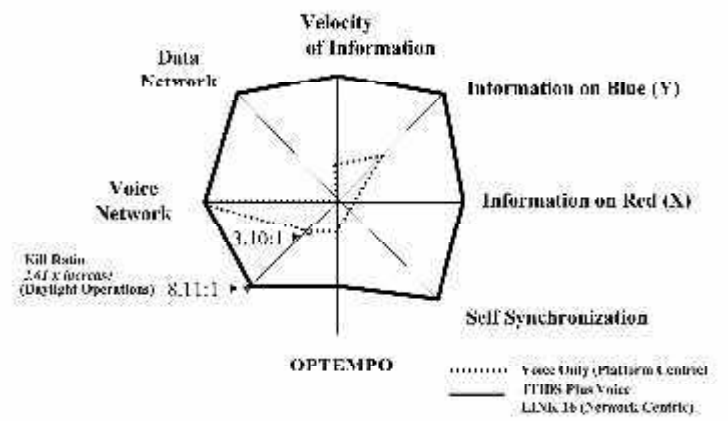 Velocity
of Information
Data
Network
Information on Blue (Y)
Voice
Network
Information on Red (X)
3.10:1
Kill Ratio
2.61 x increase
(Daylight Operations)
8.11:1
Self Synchronization
OPTEMPO
Voice Only (Platform Centric)
JTIDS Plus Voice
LINK 16 (Network Centric)